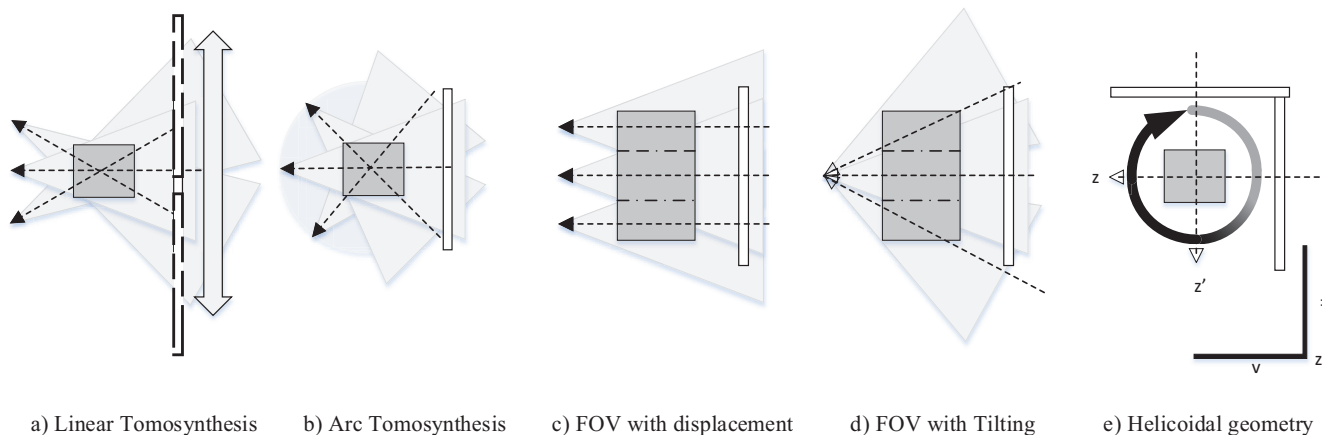 z
z'
z
y
a) Linear Tomosynthesis
b) Arc Tomosynthesis
c) FOV with displacement
d) FOV with Tilting
e) Helicoidal geometry